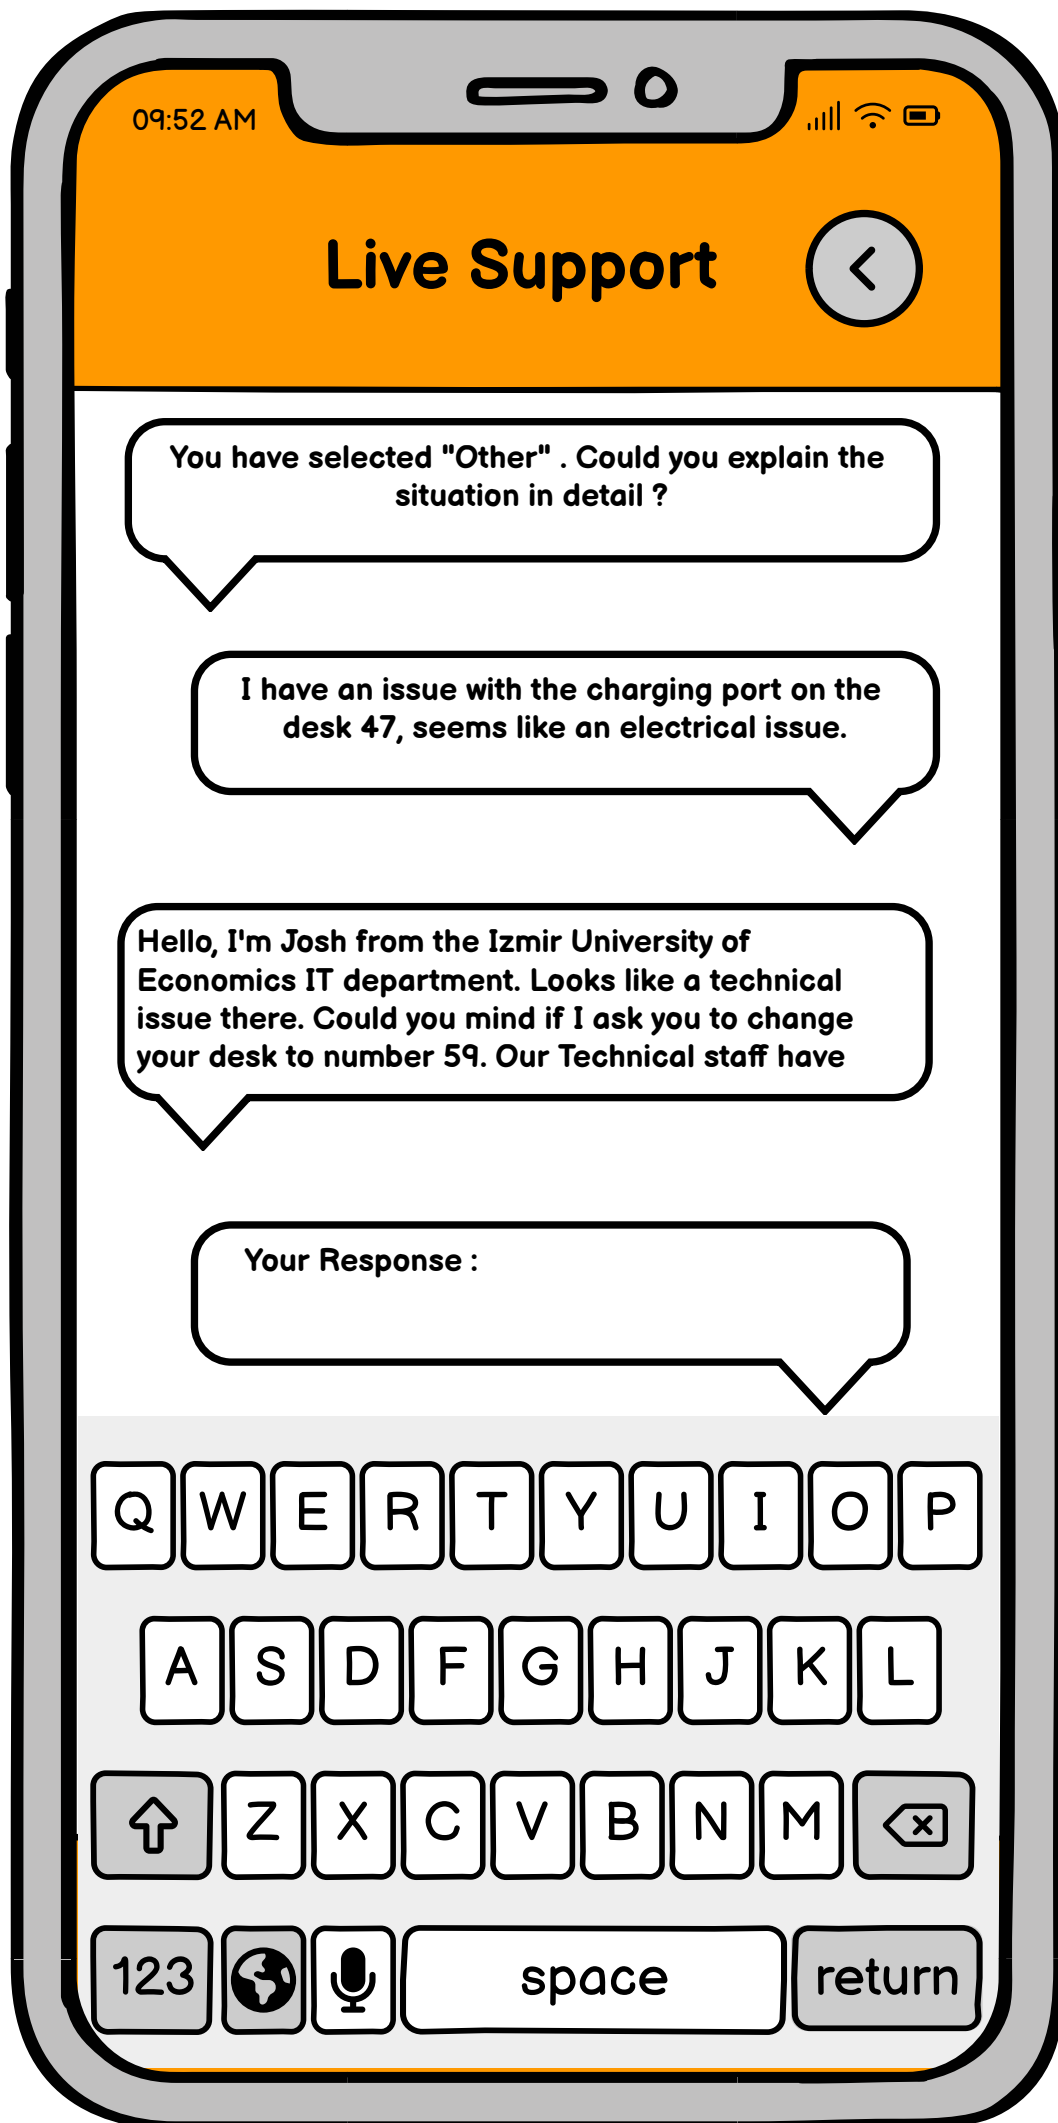 09:52 AM
Live Support
You have selected "Other" . Could you explain the
situation in detail ?
I have an issue with the charging port on the
desk 47, seems like an electrical issue.
Hello, I'm Josh from the Izmir University of
Economics IT department. Looks like a technical
issue there. Could you mind if I ask you to change
your desk to number 59. Our Technical staff have
Your Response :
Q W E R T Y U I O P
A S D F G H J K L
Z X C V B N M
123 space return